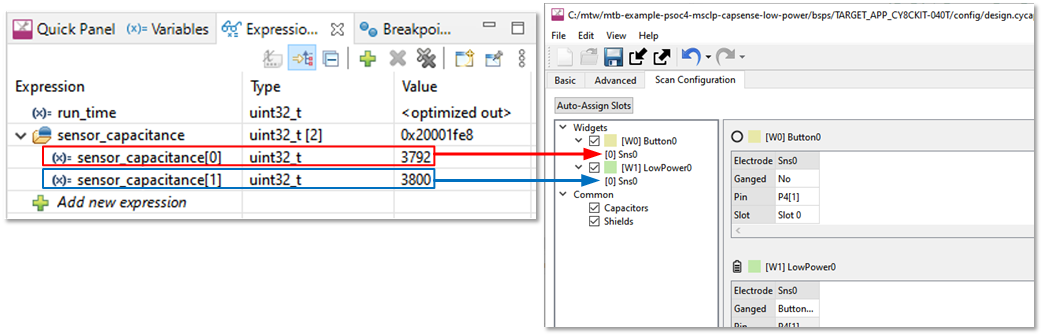 Quick Panel
(x)= Variables
Expressio...
Breakpoi...
Expression Type Value
(x)= run_time uint32_t <optimized out>
sensor_capacitance uint32_t [2] 0x20001fe8
(x)= sensor_capacitance[0] uint32_t 3792
(x)= sensor_capacitance[1] uint32_t 3800
Add new expression
C:/mtw/mtb-example-psoc4-msclp-capsense-low-power/bsps/TARGET_APP_CY8CKIT-040T/config/design.cycap
File Edit View Help
Basic Advanced Scan Configuration
Auto-Assign Slots
Widgets
[W0] Button0
[0] Sns0
[W1] LowPower0
[0] Sns0
Common
Capacitors
Shields
[W0] Button0
Electrode Sns0
Ganged No
Pin P4[1]
Slot Slot 0
[W1] LowPower0
Electrode Sns0
Ganged Button...
Pin P4[1]